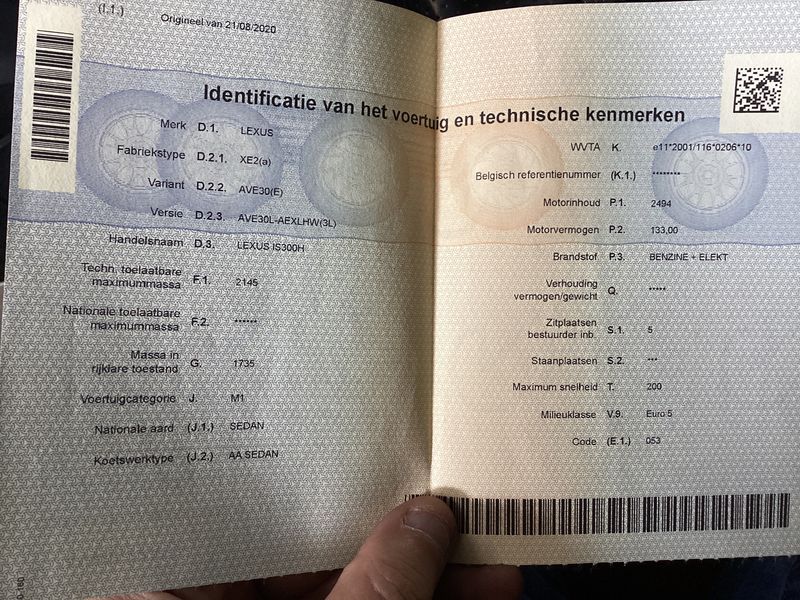 (I.1.)
Origineel van 21/08/2020
Identificatie van het voertuig en technische kenmerken
Merk D.1. LEXUS
Fabriekstype D.2.1. XE2(a)
Variant D.2.2. AVE30(E)
Versie D.2.3. AVE30L-AEXLHW(3L)
Handelsnaam D.3. LEXUS IS300H
Techn. toelaatbare
maximummassa F.1. 2145
Nationale toelaatbare
maximummassa F.2. ******
Massa in
rijklare toestand G. 1735
Voertuigcategorie J. M1
Nationale aard (J.1.) SEDAN
Koetswerktype (J.2.) AA SEDAN
WVTA K. e11*2001/116*0206*10
Belgisch referentienummer (K.1.) ********
Motorinhoud P.1. 2494
Motorvermogen P.2. 133,00
Brandstof P.3. BENZINE + ELEKT
Verhouding
vermogen/gewicht Q. *****
Zitplaatsen
bestuurder inb. S.1. 5
Staanplaatsen S.2. ***
Maximum snelheid T. 200
Milieuklasse V.9. Euro 5
Code (E.1.) 053